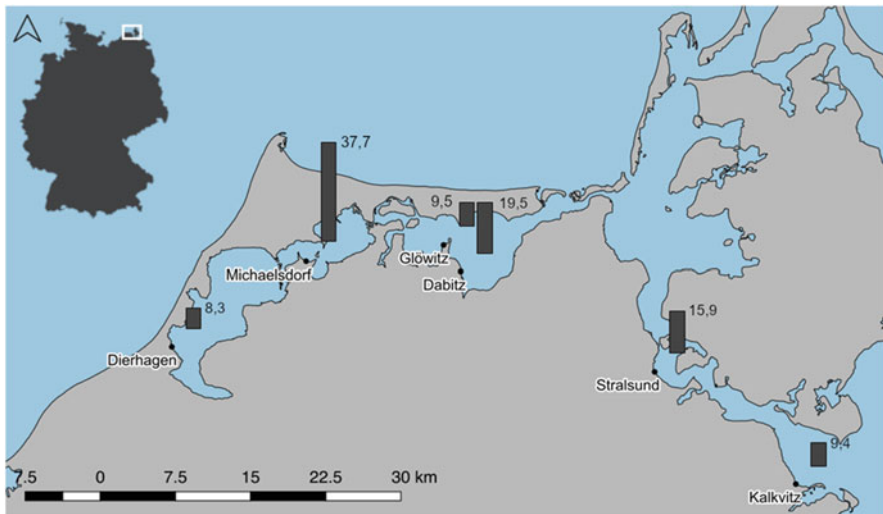 37,7
9,5
19,5
Glöwitz
Michaelsdorf
Dabitz
8,3
15,9
Dierhagen
Stralsund
9,4
7.5 0 7.5 15 22.5 30 km
Kalkvitz